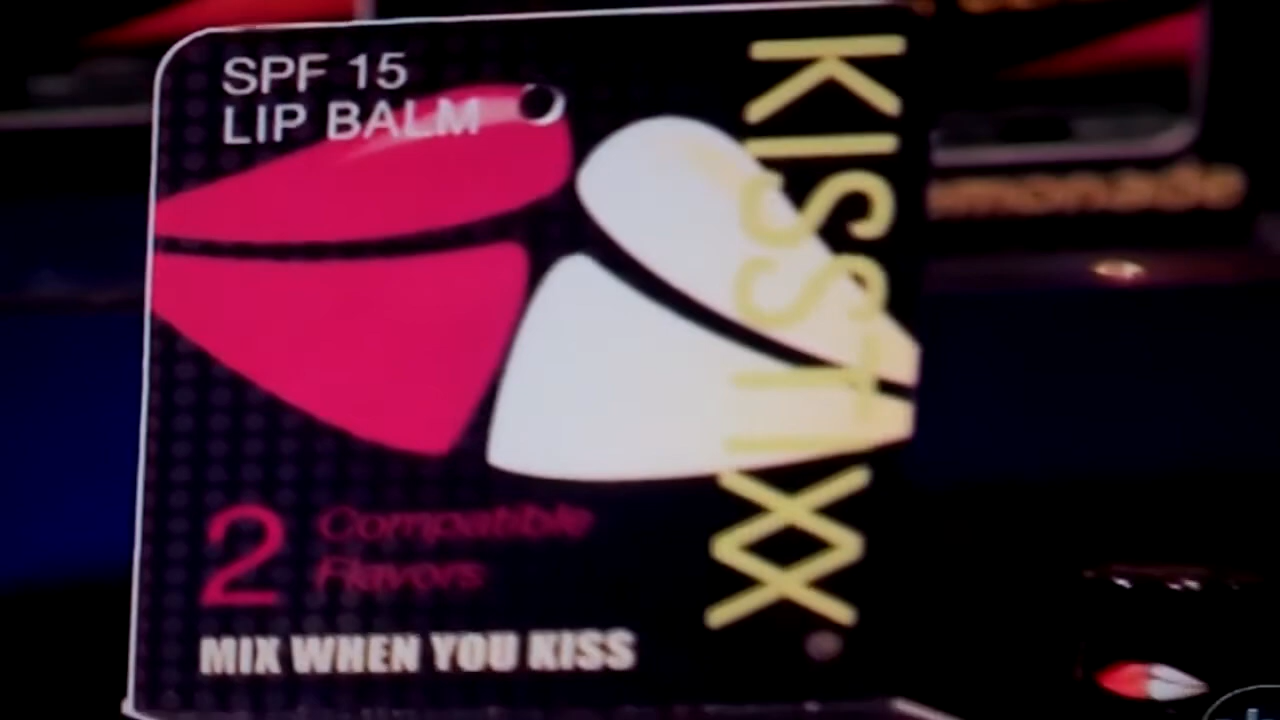 SPF 15
LIP BALM
KISSTIXX
2 Compatible
Flavors
MIX WHEN YOU KISS